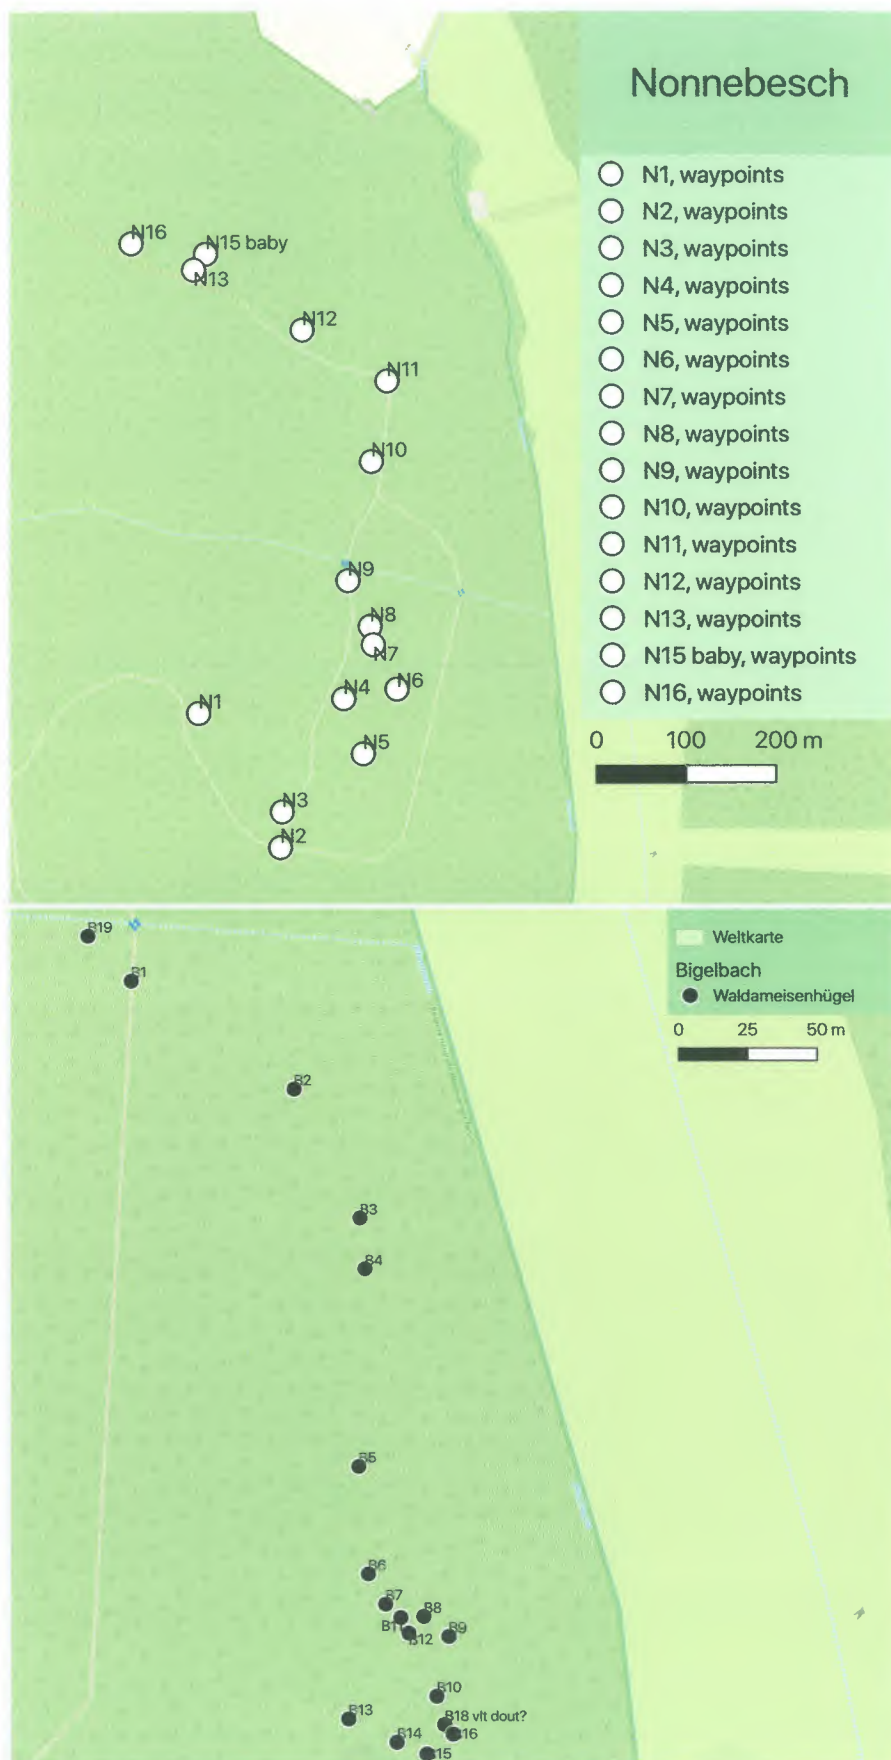 Nonnebesch
N1, waypoints
N2, waypoints
N3, waypoints
N4, waypoints
N5, waypoints
N6, waypoints
N7, waypoints
N8, waypoints
N9, waypoints
N10, waypoints
N11, waypoints
N12, waypoints
N13, waypoints
N15 baby, waypoints
N16, waypoints
0 100 200 m
N16
N15 baby
N13
N12
N11
N10
N9
N8
N7
N6
N4
N1
N5
N3
N2
Weltkarte
Bigelbach
Waldameisenhügel
0 25 50 m
B19
B1
B2
B3
B4
B5
B6
B7
B8
B11
B12
B9
B10
B13
B18 vlt dout?
B16
B14
B15